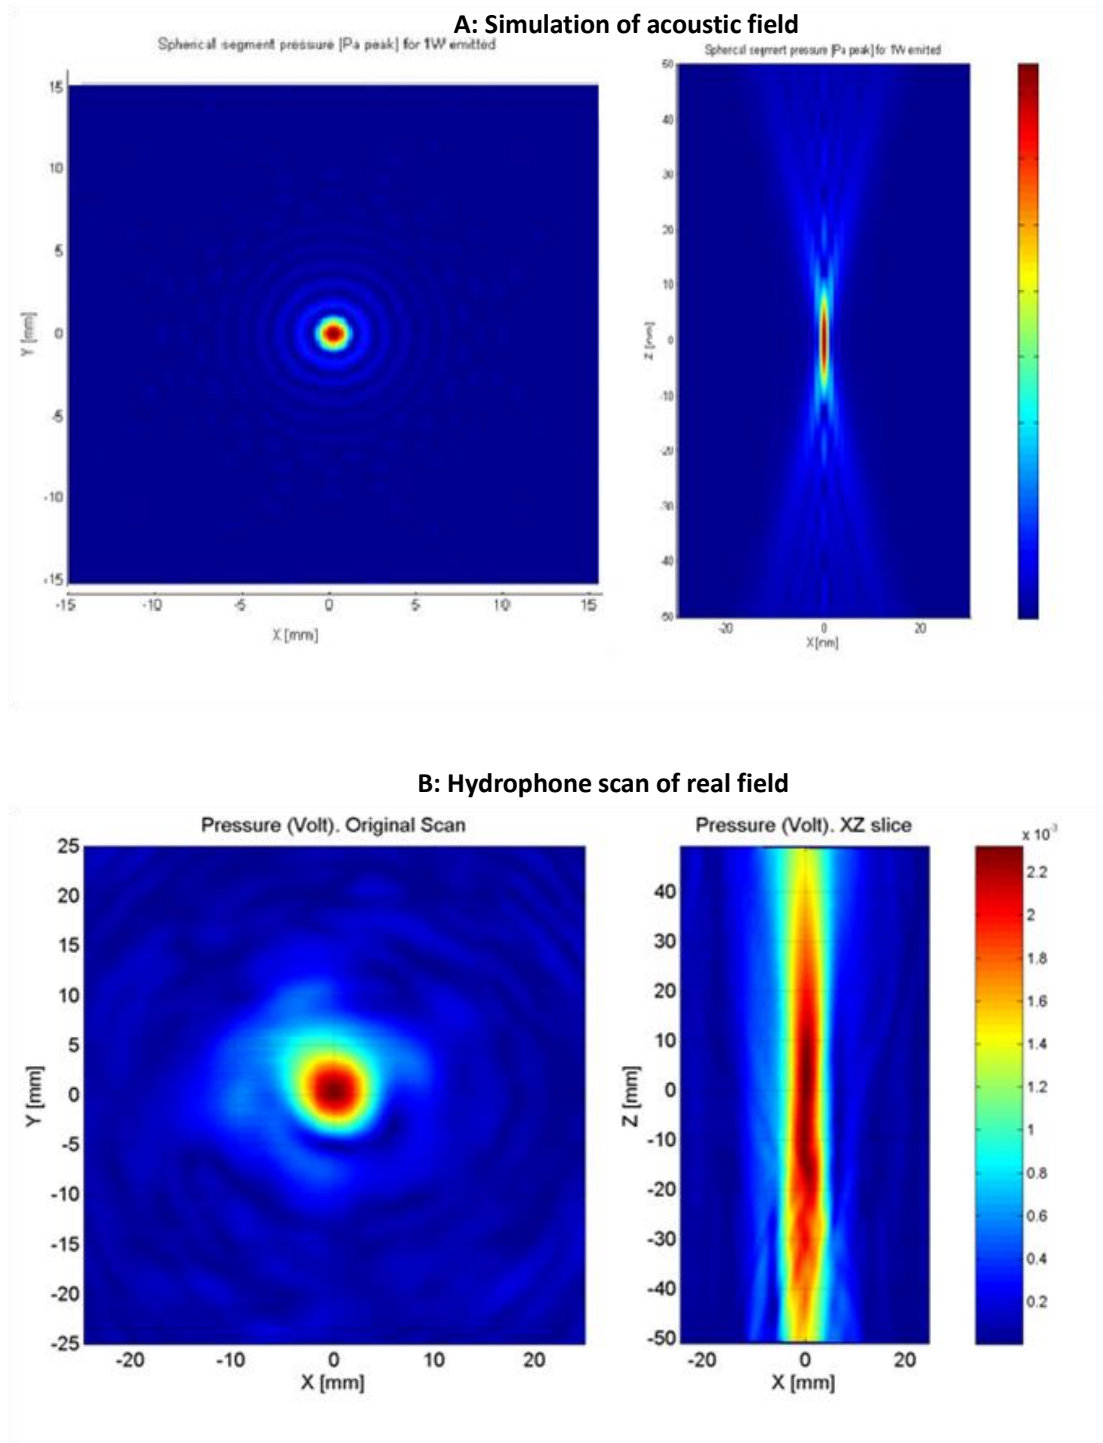 A: Simulation of acoustic field
Spherical segment pressure [Pa peak] for 1W emitted
15
10
5
0
-5
-10
-15
Y [mm]
-15 -10 -5 0 5 10 15
X [mm]
Spherical segment pressure [Pa peak] for 1W emitted
50
40
30
20
10
0
-10
-20
-30
40
50
Z [mm]
-20 0 20
X [mm]
B: Hydrophone scan of real field
Pressure (Volt). Original Scan
25
20
15
10
5
0
-5
-10
-15
-20
-25
Y [mm]
-20 -10 0 10 20
X [mm]
Pressure (Volt). XZ slice
40
30
20
10
0
-10
-20
-30
-40
-50
Z [mm]
-20 0 20
X [mm]
x 10-3
2.2
2
1.8
1.6
1.4
1.2
1
0.8
0.6
0.4
0.2